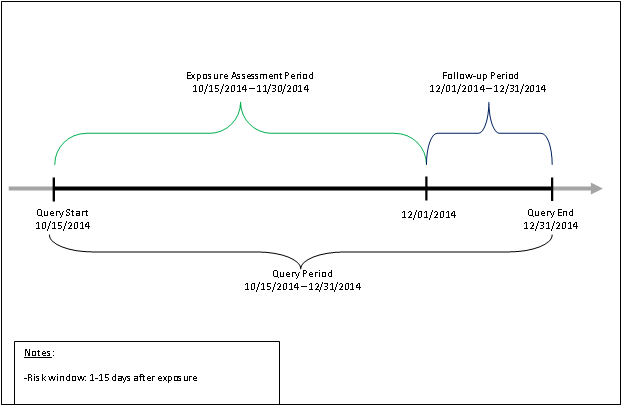 Exposure Assessment Period
10/15/2014–11/30/2014
Follow-up Period
12/01/2014–12/31/2014
Query Start
10/15/2014
12/01/2014
Query End
12/31/2014
Query Period
10/15/2014–12/31/2014
Notes:
-Risk window: 1-15 days after exposure